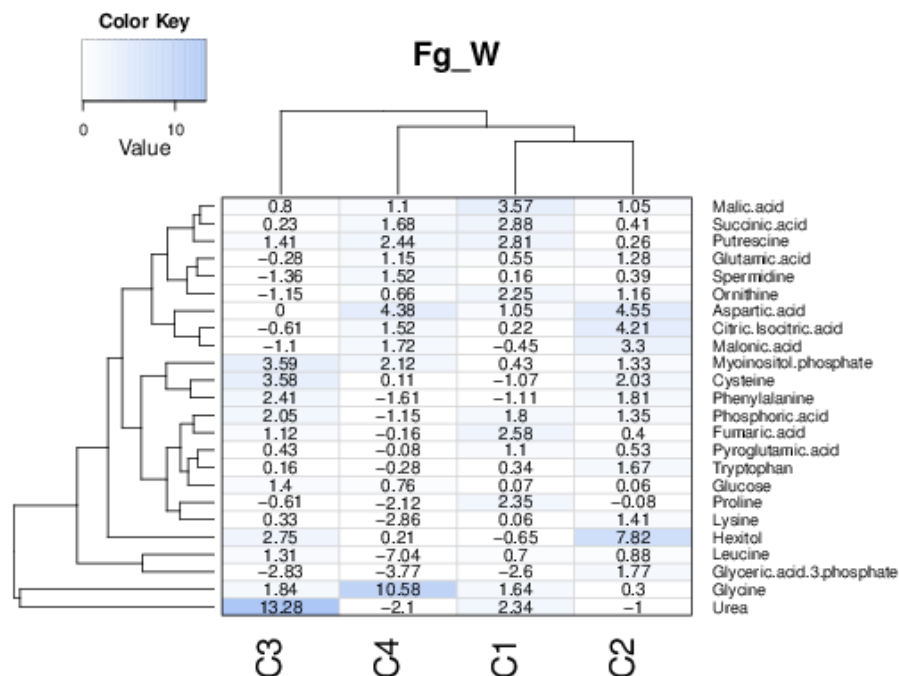 Color Key
0 10
Value
Fg_W
0.8 1.1 3.57 1.05 Malic.acid
0.23 1.68 2.88 0.41 Succinic.acid
1.41 2.44 2.81 0.26 Putrescine
−0.28 1.15 0.55 1.28 Glutamic.acid
−1.36 1.52 0.16 0.39 Spermidine
−1.15 0.66 2.25 1.16 Ornithine
0 4.38 1.05 4.55 Aspartic.acid
−0.61 1.52 0.22 4.21 Citric.Isocitric.acid
−1.1 1.72 −0.45 3.3 Malonic.acid
3.59 2.12 0.43 1.33 Myoinositol.phosphate
3.58 0.11 −1.07 2.03 Cysteine
2.41 −1.61 −1.11 1.81 Phenylalanine
2.05 −1.15 1.8 1.35 Phosphoric.acid
1.12 −0.16 2.58 0.4 Fumaric.acid
0.43 −0.08 1.1 0.53 Pyroglutamic.acid
0.16 −0.28 0.34 1.67 Tryptophan
1.4 0.76 0.07 0.06 Glucose
−0.61 −2.12 2.35 −0.08 Proline
0.33 −2.86 0.06 1.41 Lysine
2.75 0.21 −0.65 7.82 Hexitol
1.31 −7.04 0.7 0.88 Leucine
−2.83 −3.77 −2.6 1.77 Glyceric.acid.3.phosphate
1.84 10.58 1.64 0.3 Glycine
13.28 −2.1 2.34 −1 Urea
C3 C4 C1 C2